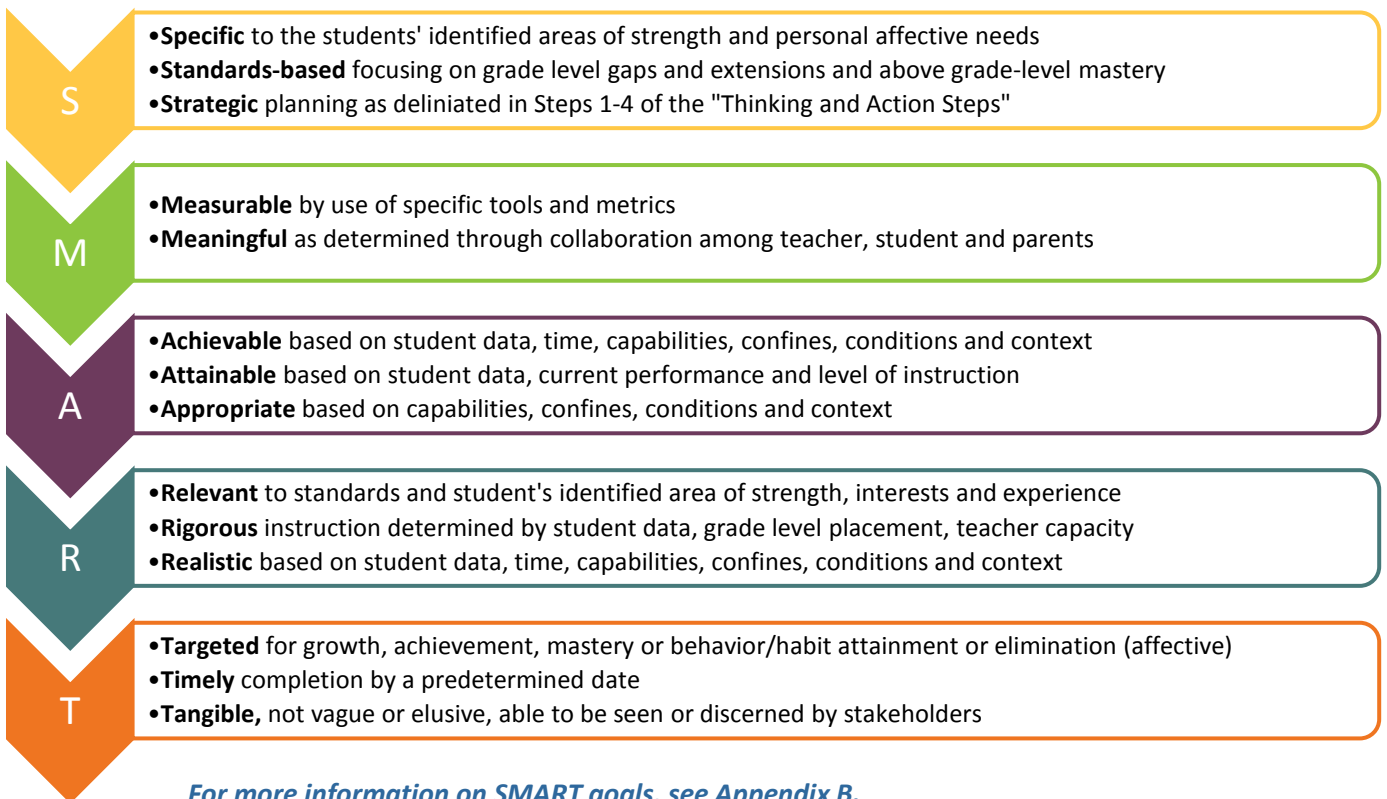 S
•Specific to the students' identified areas of strength and personal affective needs
•Standards-based focusing on grade level gaps and extensions and above grade-level mastery
•Strategic planning as deliniated in Steps 1-4 of the "Thinking and Action Steps"
M
•Measurable by use of specific tools and metrics
•Meaningful as determined through collaboration among teacher, student and parents
A
•Achievable based on student data, time, capabilities, confines, conditions and context
•Attainable based on student data, current performance and level of instruction
•Appropriate based on capabilities, confines, conditions and context
R
•Relevant to standards and student's identified area of strength, interests and experience
•Rigorous instruction determined by student data, grade level placement, teacher capacity
•Realistic based on student data, time, capabilities, confines, conditions and context
T
•Targeted for growth, achievement, mastery or behavior/habit attainment or elimination (affective)
•Timely completion by a predetermined date
•Tangible, not vague or elusive, able to be seen or discerned by stakeholders
For more information on SMART goals, see Appendix B.